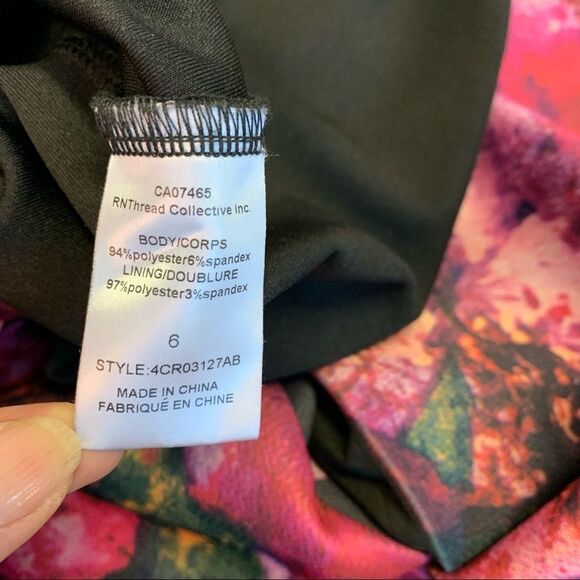 CA07465
RNThread Collective Inc.
BODY/CORPS
94%polyester6%spandex
LINING/DOUBLURE
97%polyester3%spandex
6
STYLE:4CR03127AB
MADE IN CHINA
FABRIQUÉ EN CHINE